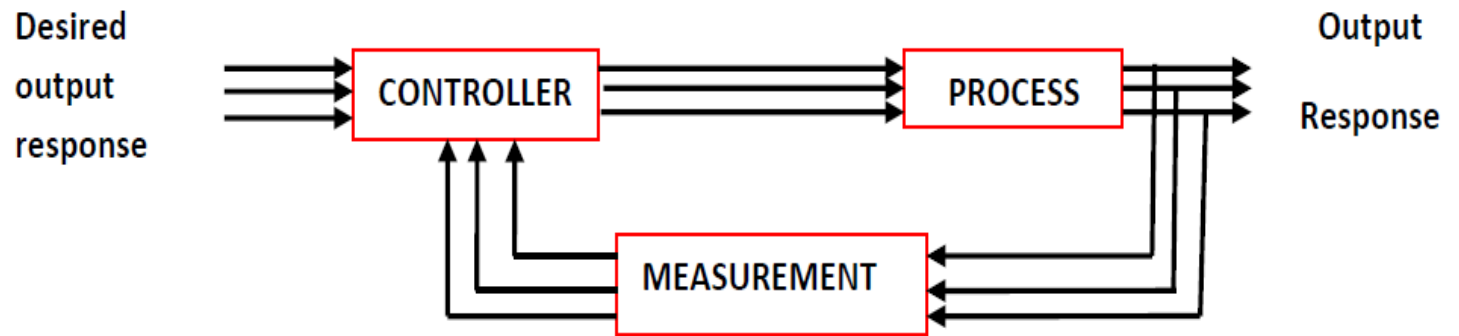 Desired
output
response
CONTROLLER
PROCESS
Output
Response
MEASUREMENT